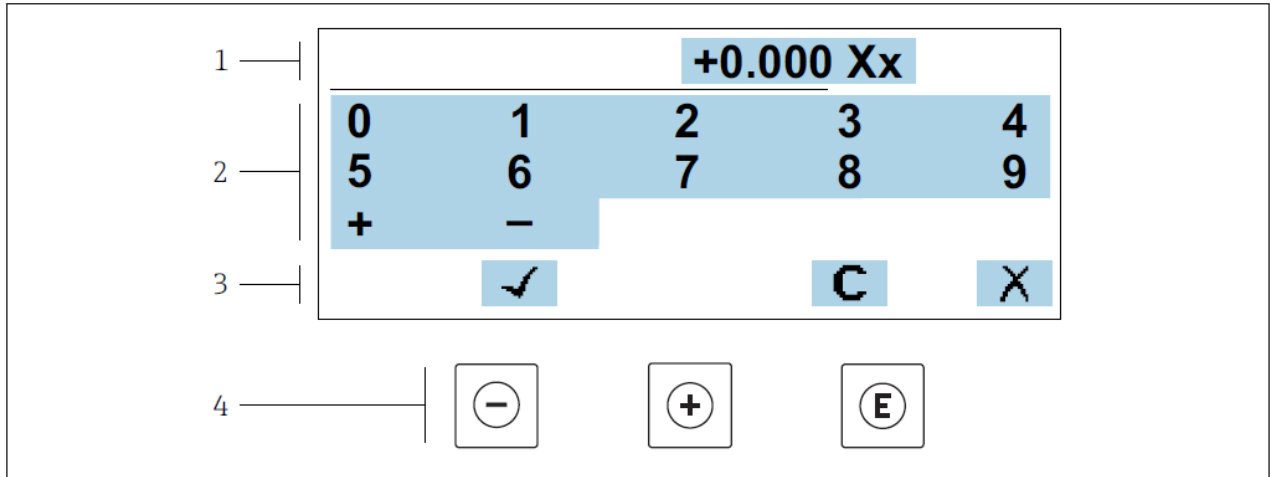 1 +0.000 Xx
0 1 2 3 4
2 5 6 7 8 9
+ −
3 ✓ C X
4 − + E